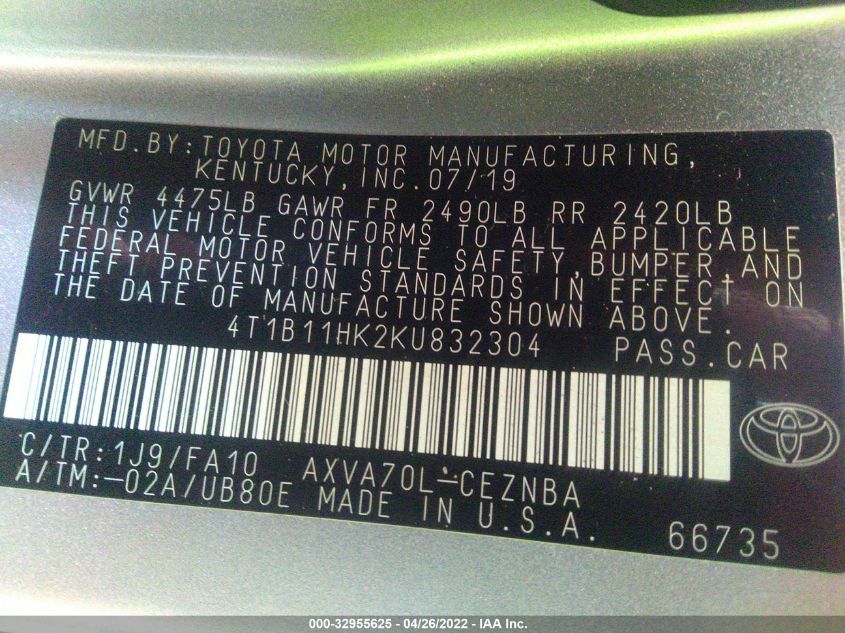 MFD.BY:TOYOTA MOTOR MANUFACTURING,
KENTUCKY,INC.07/19
GVWR 4475LB GAWR FR 2490LB RR 2420LB
THIS VEHICLE CONFORMS TO ALL APPLICABLE
FEDERAL MOTOR VEHICLE SAFETY,BUMPER,AND
THEFT PREVENTION STANDARDS IN EFFECT ON
THE DATE OF MANUFACTURE SHOWN ABOVE.
4T1B11HK2KU832304 PASS.CAR
C/TR:1J9/FA10 AXVA70L-CEZNBA
A/TM:-02A/UB80E MADE IN U.S.A. 66735
000-32955625 - 04/26/2022 - IAA Inc.